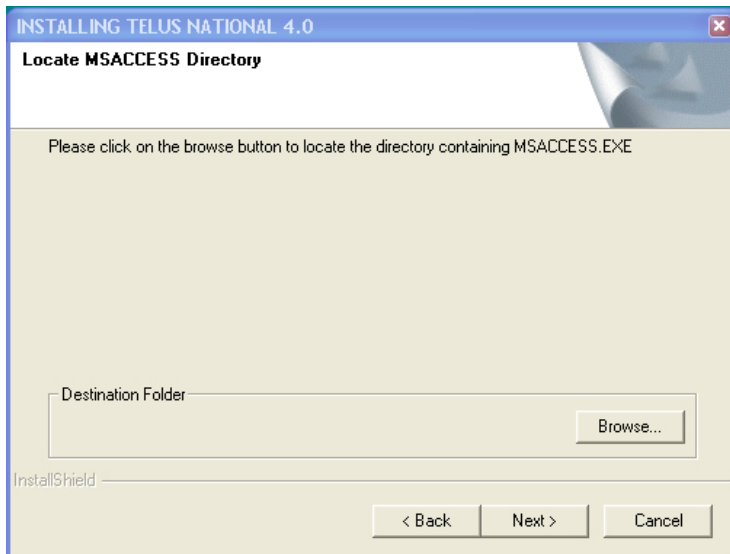 INSTALLING TELUS NATIONAL 4.0
Locate MSACCESS Directory
Please click on the browse button to locate the directory containing MSACCESS.EXE
Destination Folder
Browse...
InstallShield
< Back
Next >
Cancel